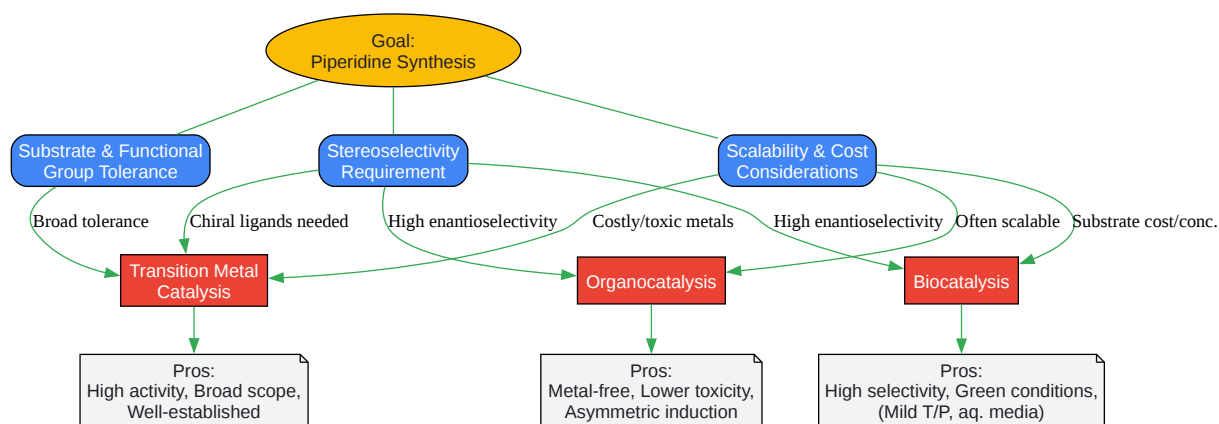 Goal:
Piperidine Synthesis
Substrate & Functional
Group Tolerance
Stereoselectivity
Requirement
Scalability & Cost
Considerations
Broad tolerance
Chiral ligands needed
High enantioselectivity
Costly/toxic metals
High enantioselectivity
Often scalable
Substrate cost/conc.
Transition Metal
Catalysis
Organocatalysis
Biocatalysis
Pros:
High activity, Broad scope,
Well-established
Pros:
Metal-free, Lower toxicity,
Asymmetric induction
Pros:
High selectivity, Green conditions,
(Mild T/P, aq. media)